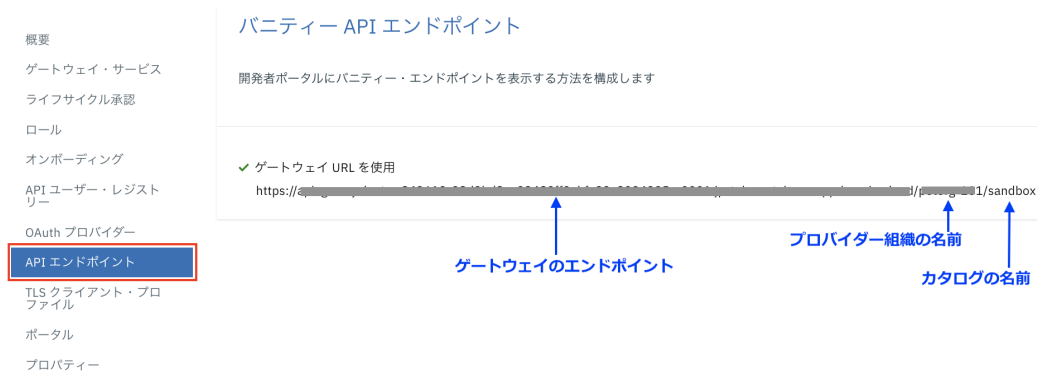 概要
ゲートウェイ・サービス
ライフサイクル承認
ロール
オンボーディング
API ユーザー・レジスト
リー
OAuth プロバイダー
API エンドポイント
TLS クライアント・プロ
ファイル
ポータル
プロパティー
バニティー API エンドポイント
開発者ポータルにバニティー・エンドポイントを表示する方法を構成します
ゲートウェイ URL を使用
https://
/sandbox
ゲートウェイのエンドポイント
プロバイダー組織の名前
カタログの名前